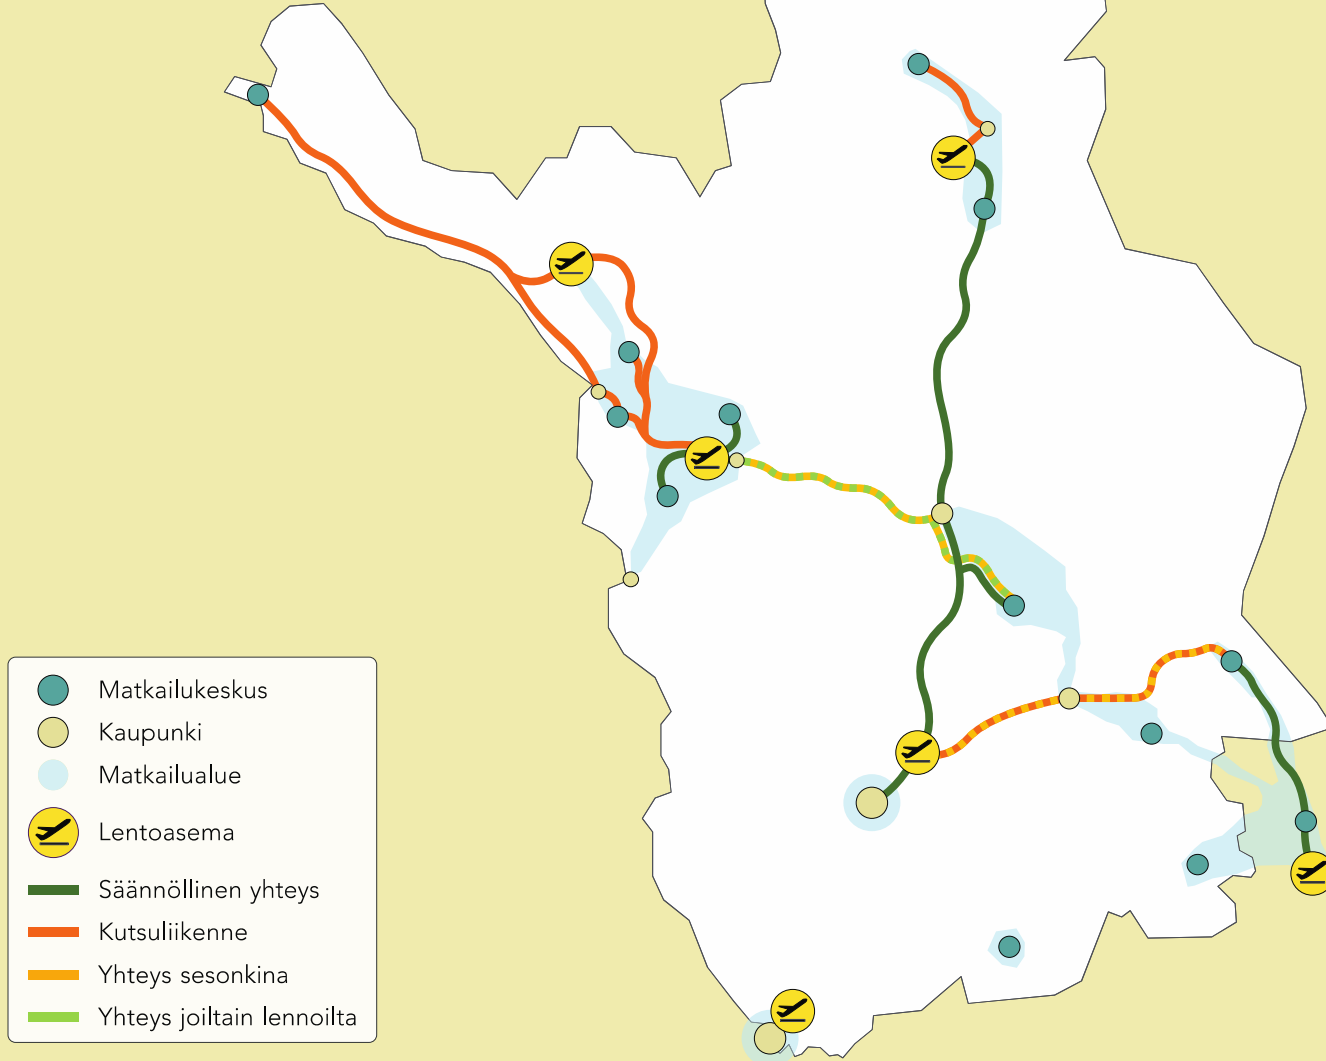 Matkailukeskus
Kaupunki
Matkailualue
Lentoasema
Säännöllinen yhteys
Kutsuliikenne
Yhteys sesonkina
Yhteys joiltain lennoilta